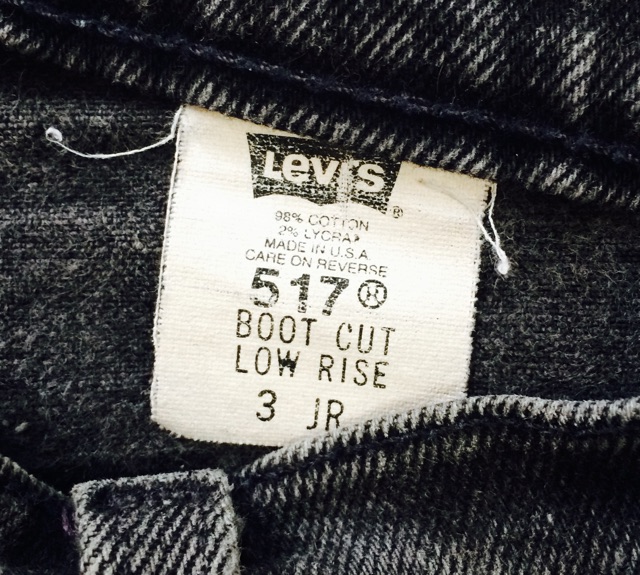 Levi's ®
98% COTTON
2% LYCRA®
MADE IN U.S.A.
CARE ON REVERSE
517®
BOOT CUT
LOW RISE
3 JR